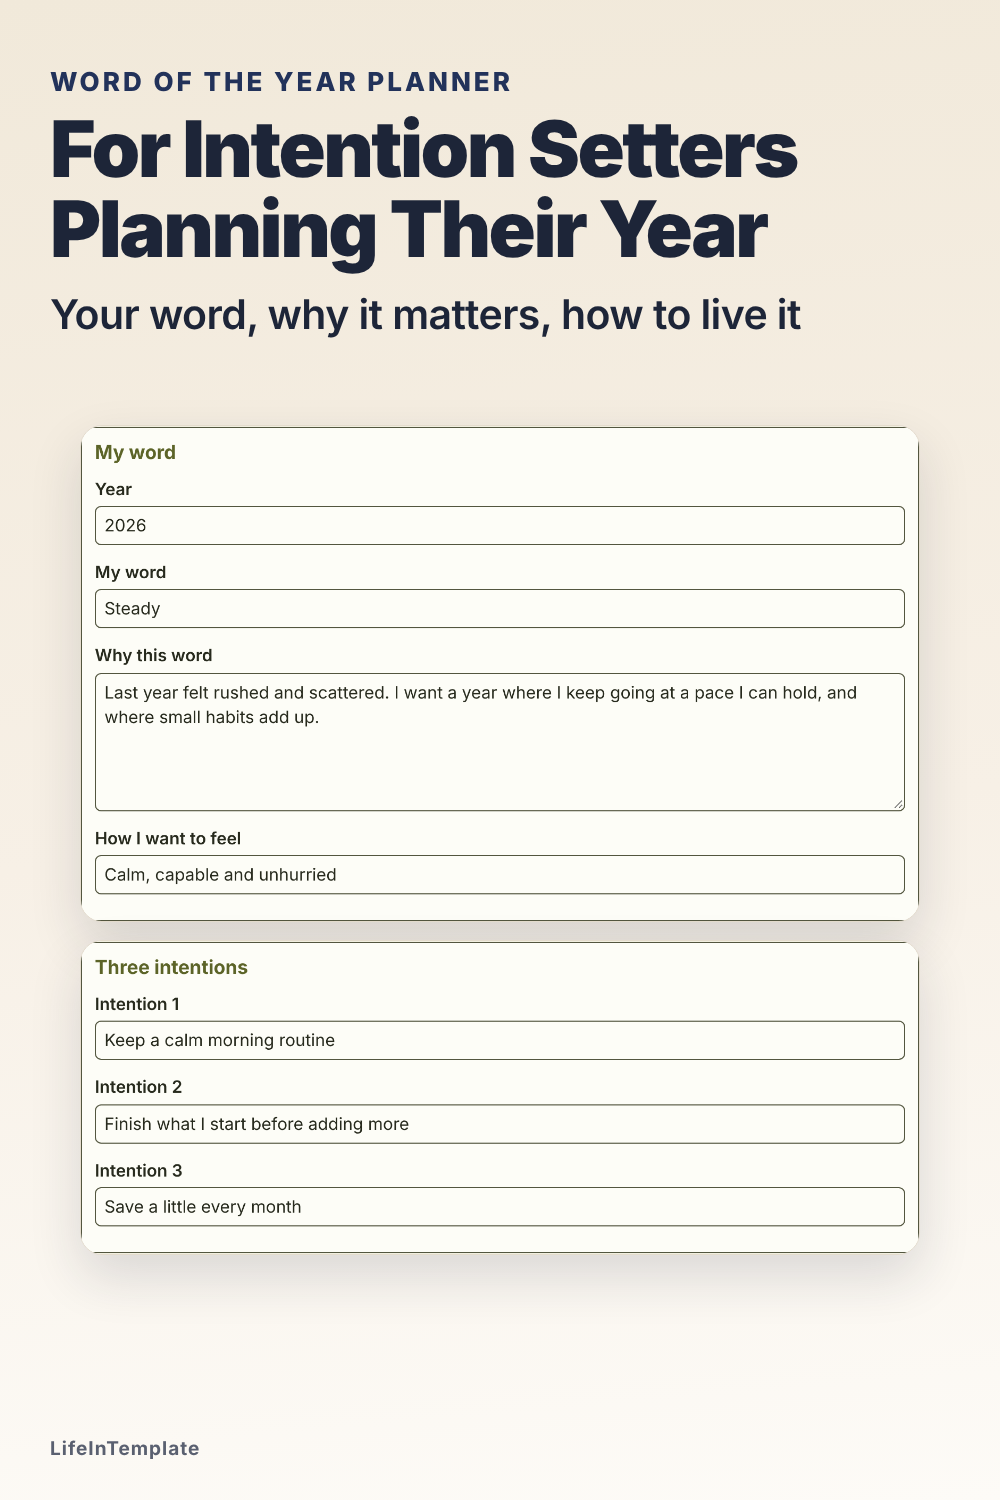 WORD OF THE YEAR PLANNER
For Intention Setters
Planning Their Year
Your word, why it matters, how to live it
My word
Year
2026
My word
Steady
Why this word
Last year felt rushed and scattered. I want a year where I keep going at a pace I can hold, and
where small habits add up.
How I want to feel
Calm, capable and unhurried
Three intentions
Intention 1
Keep a calm morning routine
Intention 2
Finish what I start before adding more
Intention 3
Save a little every month
LifeInTemplate